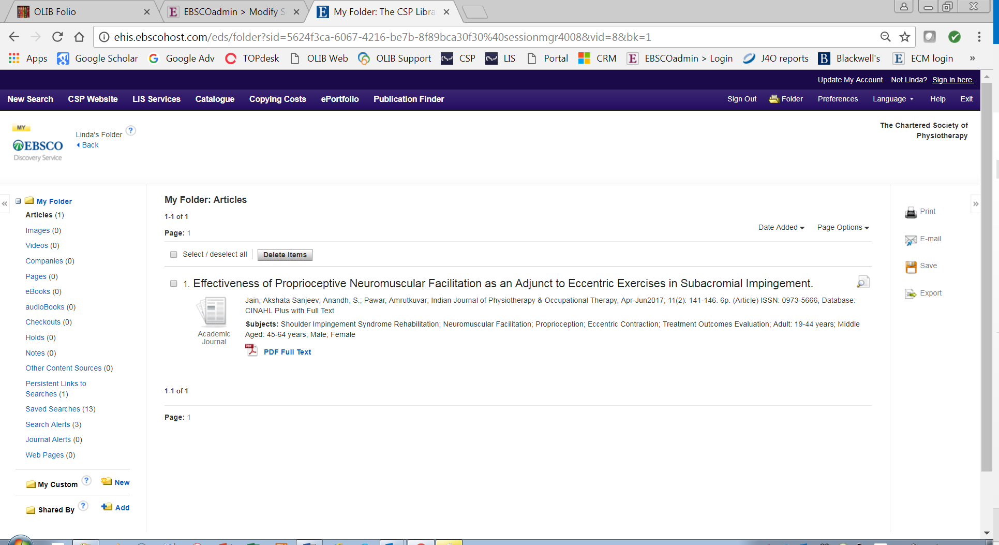 OLIB Folio
EBSCOadmin > Modify S
My Folder: The CSP Libra
ehis.ebscohost.com/eds/folder?sid=5624f3ca-6067-4216-be7b-8f89bca30f30%40sessionmgr4008&vid=8&bk=1
Apps Google Scholar Google Adv TOPdesk OLIB Web OLIB Support CSP LIS Portal CRM EBSCOadmin > Login J4O reports Blackwell's ECM login »
Update My Account Not Linda? Sign in here.
New Search CSP Website LIS Services Catalogue Copying Costs ePortfolio Publication Finder Sign Out Folder Preferences Language Help Exit
MY
EBSCO
Discovery Service
Linda's Folder ?
Back
The Chartered Society of
Physiotherapy
«
My Folder
Articles (1)
Images (0)
Videos (0)
Companies (0)
Pages (0)
eBooks (0)
audioBooks (0)
Checkouts (0)
Holds (0)
Notes (0)
Other Content Sources (0)
Persistent Links to
Searches (1)
Saved Searches (13)
Search Alerts (3)
Journal Alerts (0)
Web Pages (0)
My Custom ? New
Shared By ? Add
My Folder: Articles
1-1 of 1
Page: 1
Date Added Page Options
Select / deselect all Delete Items
1. Effectiveness of Proprioceptive Neuromuscular Facilitation as an Adjunct to Eccentric Exercises in Subacromial Impingement.
Academic
Journal
Jain, Akshata Sanjeev; Anandh, S.; Pawar, Amrutkuvar; Indian Journal of Physiotherapy & Occupational Therapy, Apr-Jun2017; 11(2): 141-146. 6p. (Article) ISSN: 0973-5666, Database:
CINAHL Plus with Full Text
Subjects: Shoulder Impingement Syndrome Rehabilitation; Neuromuscular Facilitation; Proprioception; Eccentric Contraction; Treatment Outcomes Evaluation; Adult: 19-44 years; Middle
Aged: 45-64 years; Male; Female
PDF Full Text
1-1 of 1
Page: 1
»
Print
E-mail
Save
Export